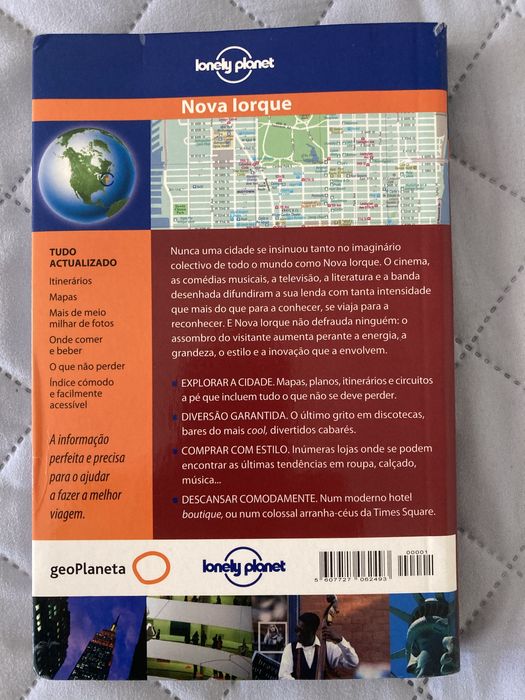 lonely planet
Nova Iorque
TUDO
ACTUALIZADO
Itinerários
Mapas
Mais de meio
milhar de fotos
Onde comer
e beber
O que não perder
Índice cómodo
e facilmente
acessível
A informação
perfeita e precisa
para o ajudar
a fazer a melhor
viagem.
Nunca uma cidade se insinuou tanto no imaginário
colectivo de todo o mundo como Nova Iorque. O cinema,
as comédias musicais, a televisão, a literatura e a banda
desenhada difundiram a sua lenda com tanta intensidade
que mais do que para a conhecer, se viaja para a
reconhecer. E Nova Iorque não defrauda ninguém: o
assombro do visitante aumenta perante a energia, a
grandeza, o estilo e a inovação que a envolvem.
EXPLORAR A CIDADE. Mapas, planos, itinerários e circuitos
a pé que incluem tudo o que não se deve perder.
DIVERSÃO GARANTIDA. O último grito em discotecas,
bares do mais cool, divertidos cabarés.
COMPRAR COM ESTILO. Inúmeras lojas onde se podem
encontrar as últimas tendências em roupa, calçado,
música...
DESCANSAR COMODAMENTE. Num moderno hotel
boutique, ou num colossal arranha-céus da Times Square.
geoPlaneta
lonely planet
00001
5 607727 062493